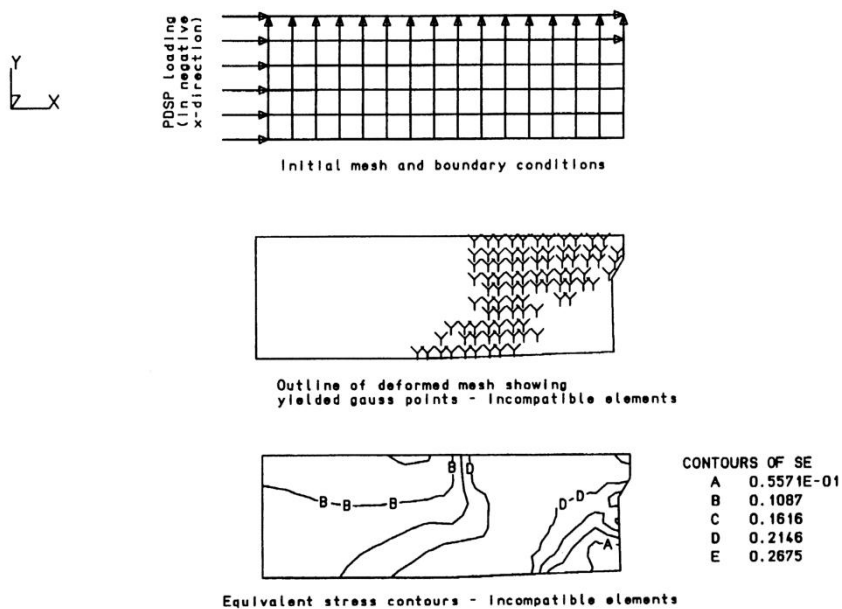 Y
Z X
PDSP loading
(in negative
x-direction)
Initial mesh and boundary conditions
Outline of deformed mesh showing
yielded gauss points - incompatible elements
B D
B B B
D D
A
CONTOURS OF SE
A 0.5571E-01
B 0.1087
C 0.1616
D 0.2146
E 0.2675
Equivalent stress contours - incompatible elements